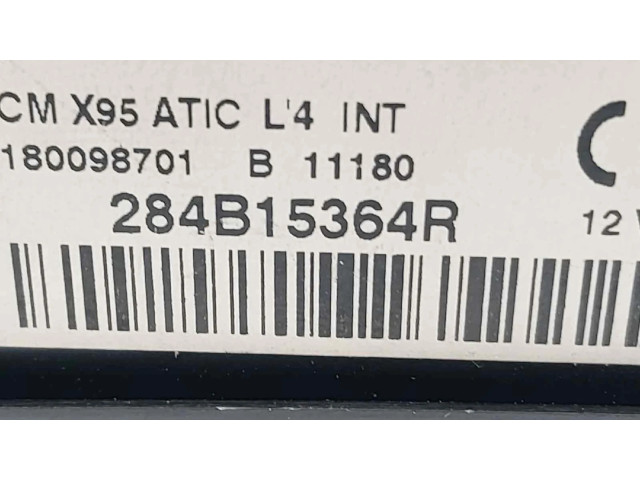 CM X95 ATIC L'4 INT
180098701 B 11180
284B15364R
12